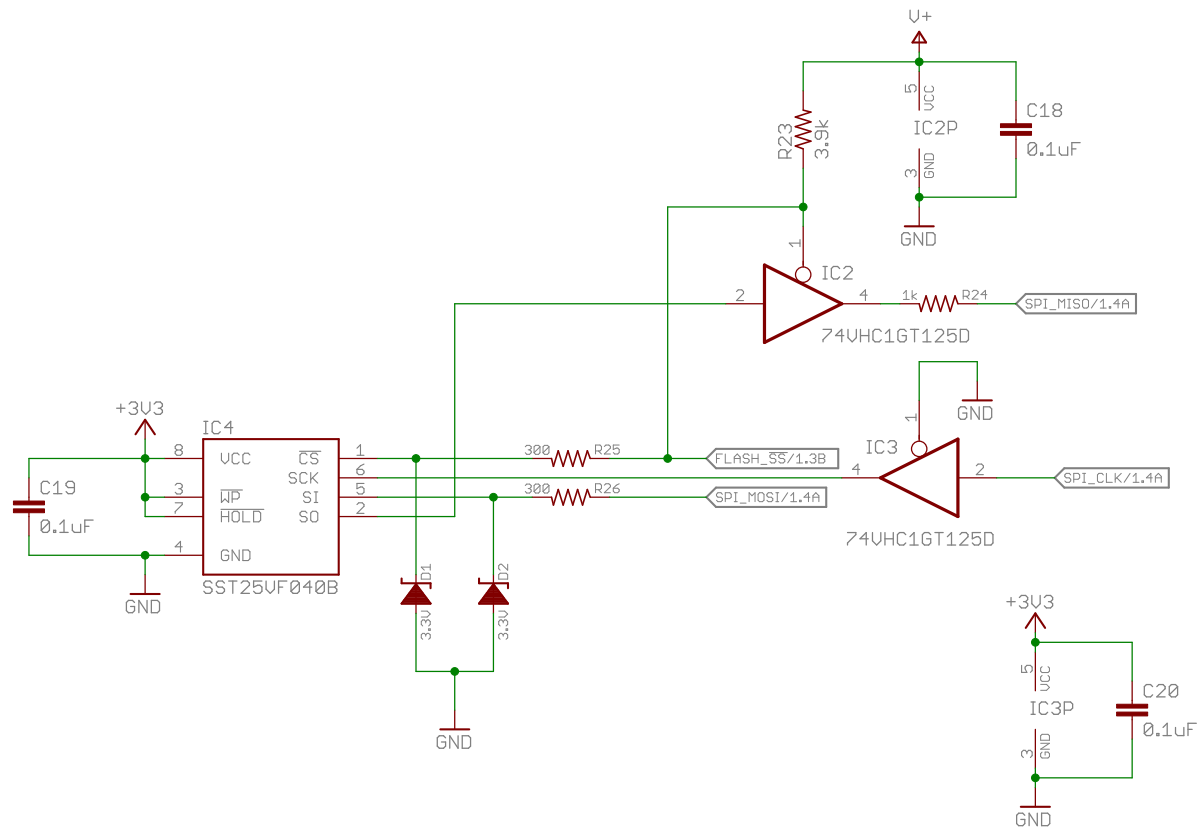 V+
5
VCC
IC2P
3
GND
C18
0.1uF
GND
R23
3.9k
1
IC2
2
4
1k
R24
SPI_MISO/1.4A
74VHC1GT125D
GND
1
IC3
4
2
SPI_CLK/1.4A
74VHC1GT125D
+3V3
IC4
8
VCC
CS
1
SCK
6
3
WP
SI
5
7
HOLD
SO
2
4
GND
SST25VF040B
C19
0.1uF
GND
300
R25
FLASH_SS/1.3B
300
R26
SPI_MOSI/1.4A
D1
3.3V
D2
3.3V
GND
+3V3
5
VCC
IC3P
3
GND
C20
0.1uF
GND